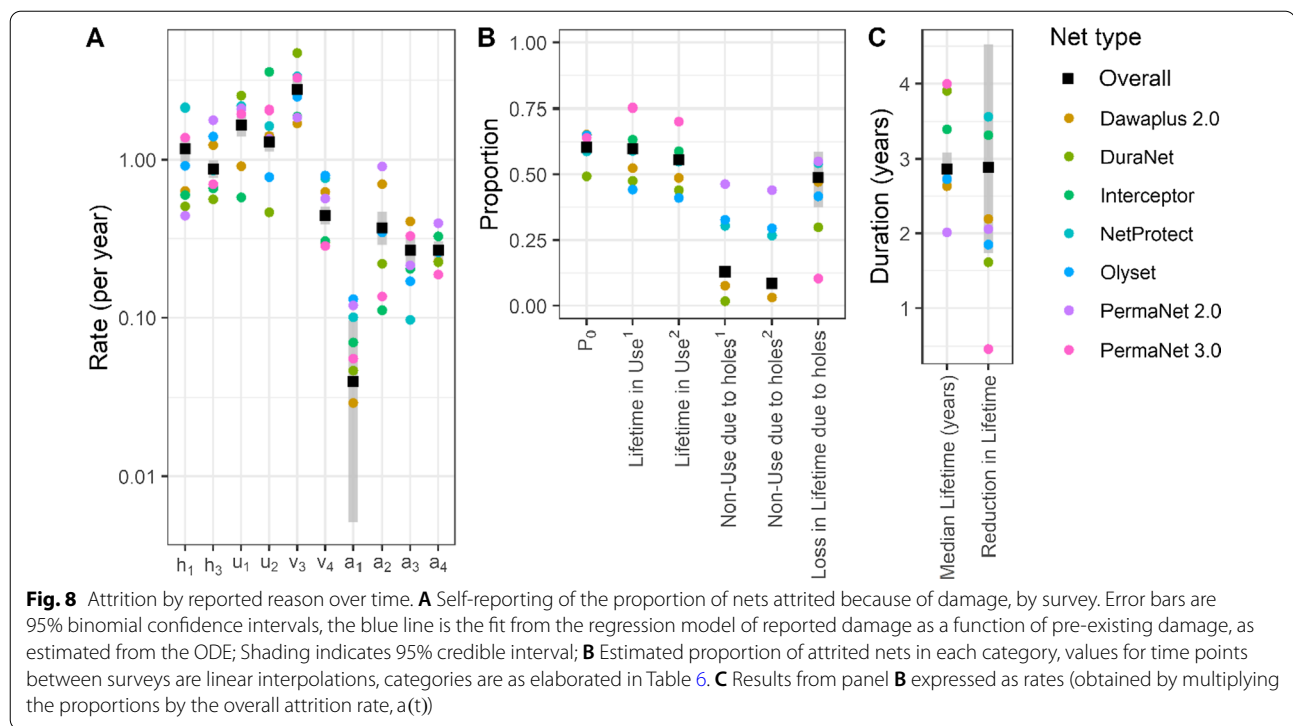 A
Rate (per year)
1.00
0.10
0.01
h1 h3 u1 u2 v3 v4 a1 a2 a3 a4
B
Proportion
1.00
0.75
0.50
0.25
0.00
P0
Lifetime in Use¹
Lifetime in Use²
Non-Use due to holes¹
Non-Use due to holes²
Loss in Lifetime due to holes
C
Duration (years)
4
3
2
1
Median Lifetime (years)
Reduction in Lifetime
Net type
Overall
Dawaplus 2.0
DuraNet
Interceptor
NetProtect
Olyset
PermaNet 2.0
PermaNet 3.0
Fig. 8 Attrition by reported reason over time. A Self-reporting of the proportion of nets attrited because of damage, by survey. Error bars are
95% binomial confidence intervals, the blue line is the fit from the regression model of reported damage as a function of pre-existing damage, as
estimated from the ODE; Shading indicates 95% credible interval; B Estimated proportion of attrited nets in each category, values for time points
between surveys are linear interpolations, categories are as elaborated in Table 6. C Results from panel B expressed as rates (obtained by multiplying
the proportions by the overall attrition rate, a(t))